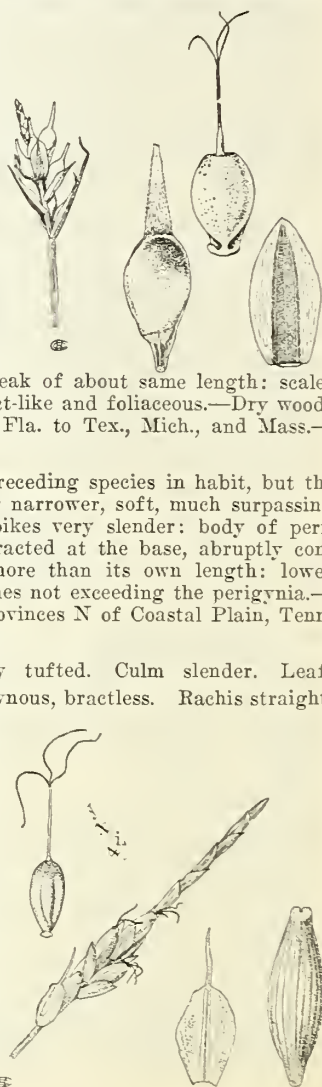 eak of about same length: scale
t-like and foliaceous.—Dry wood
Fla. to Tex., Mich., and Mass.—
receding species in habit, but th
narrower, soft, much surpassin
pikes very slender: body of per
racted at the base, abruptly con
more than its own length: lowe
nes not exceeding the perigynia.—
ovinces N of Coastal Plain, Tenn
y tufted. Culm slender. Leaf
ynous, bractless. Rachis straight